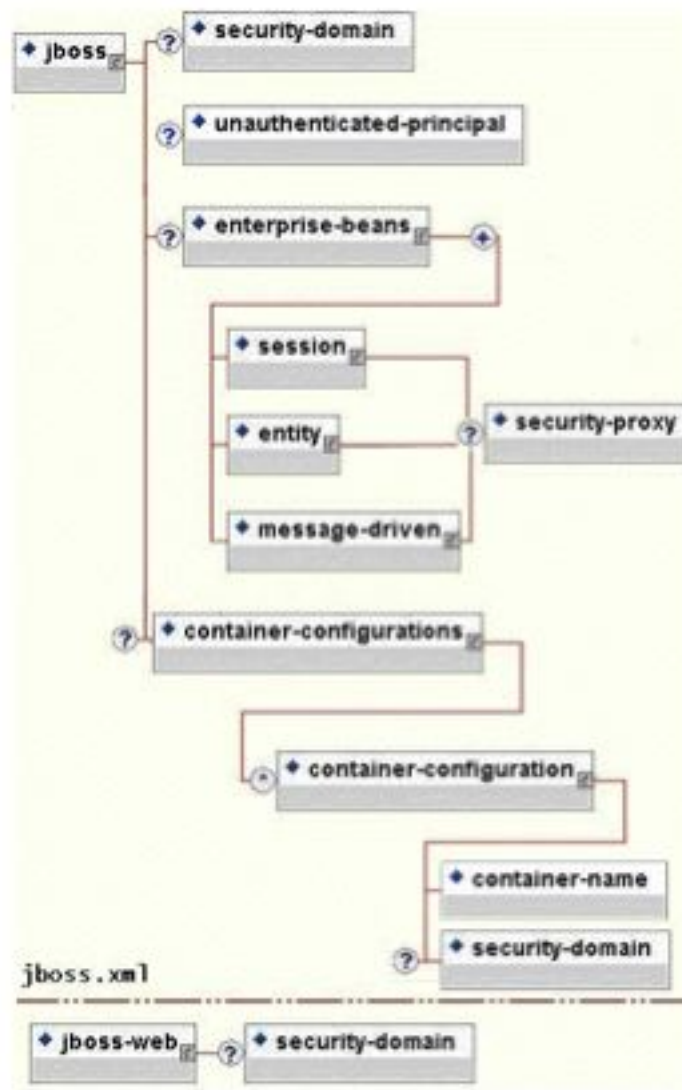 jboss
? security-domain
? unauthenticated-principal
? enterprise-beans +
session
entity
message-driven
? security-proxy
? container-configurations
* container-configuration
container-name
? security-domain
jboss.xml
jboss-web ? security-domain